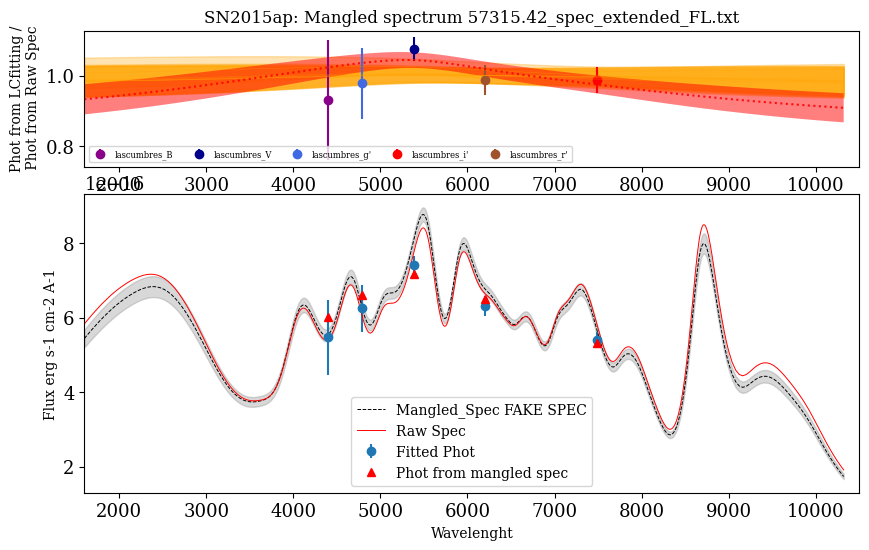 SN2015ap: Mangled spectrum 57315.42_spec_extended_FL.txt
Phot from LCfitting /
Phot from Raw Spec
1.0
0.8
lascumbres_B lascumbres_V lascumbres_g' lascumbres_i' lascumbres_r'
2000 3000 4000 5000 6000 7000 8000 9000 10000
1e−16
Flux erg s-1 cm-2 A-1
8
6
4
2
Mangled_Spec FAKE SPEC
Raw Spec
Fitted Phot
Phot from mangled spec
2000 3000 4000 5000 6000 7000 8000 9000 10000
Wavelenght